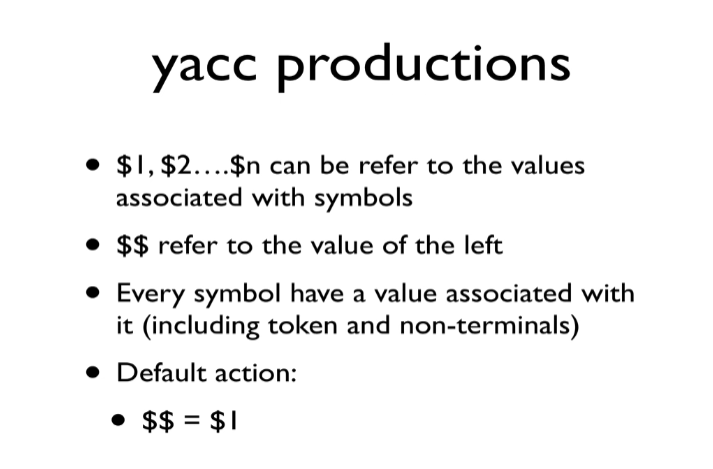 yacc productions
• $1, $2....$n can be refer to the values
associated with symbols
• $$ refer to the value of the left
• Every symbol have a value associated with
it (including token and non-terminals)
• Default action:
• $$ = $1